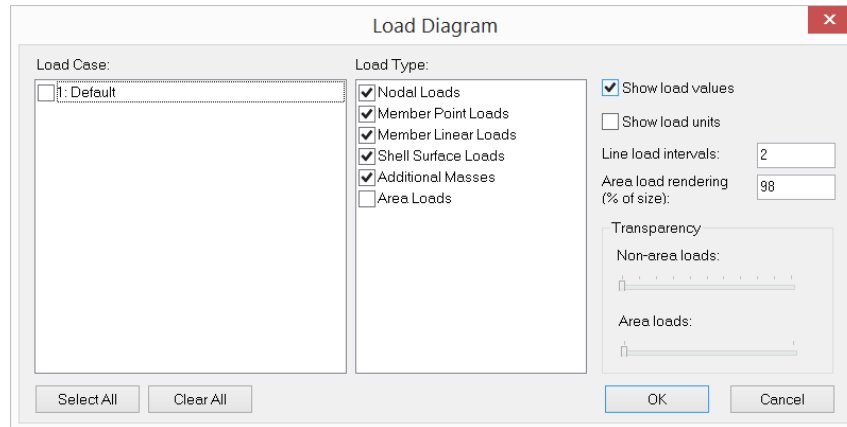 Load Diagram
Load Case:
1: Default
Load Type:
Nodal Loads
Member Point Loads
Member Linear Loads
Shell Surface Loads
Additional Masses
Area Loads
Show load values
Show load units
Line load intervals: 2
Area load rendering
(% of size): 98
Transparency
Non-area loads:
Area loads:
Select All Clear All OK Cancel